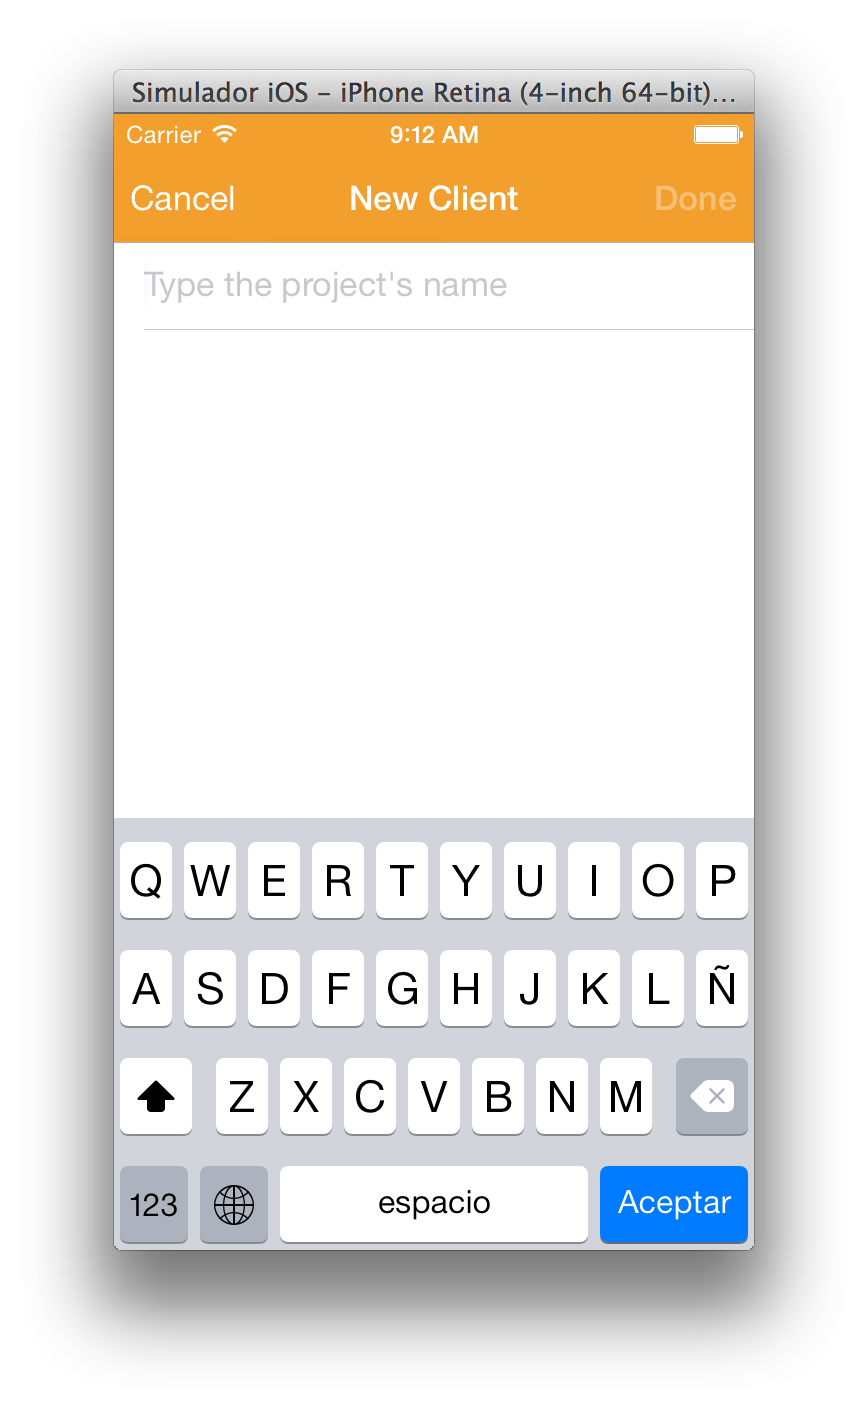 Simulador iOS – iPhone Retina (4-inch 64-bit)...
Carrier 9:12 AM
Cancel New Client Done
Type the project's name
Q W E R T Y U I O P
A S D F G H J K L Ñ
Z X C V B N M
123 espacio Aceptar